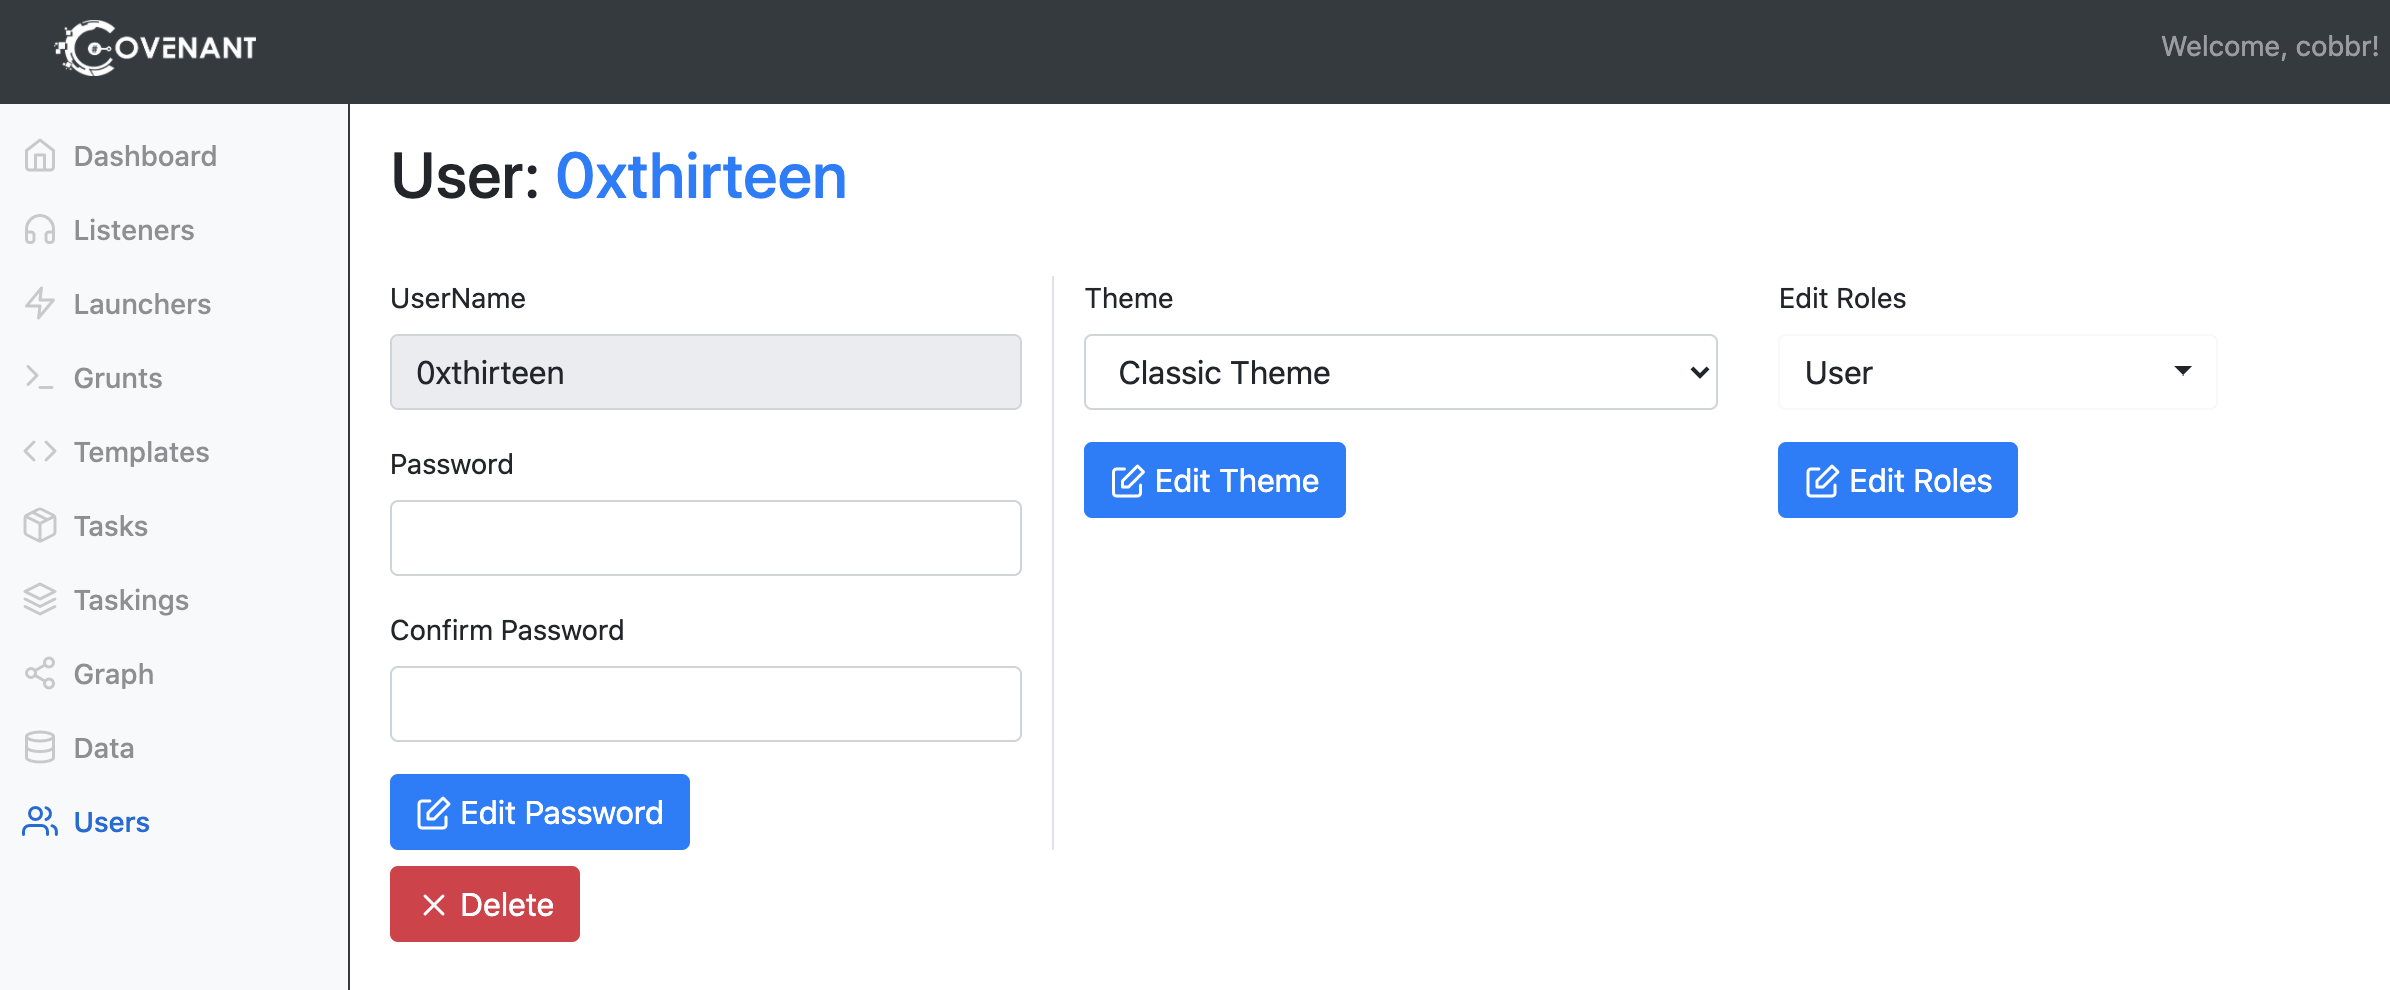 COVENANT
Welcome, cobbr!
Dashboard
Listeners
Launchers
Grunts
Templates
Tasks
Taskings
Graph
Data
Users
User: 0xthirteen
UserName
0xthirteen
Password
Confirm Password
Edit Password
Delete
Theme
Classic Theme
Edit Theme
Edit Roles
User
Edit Roles